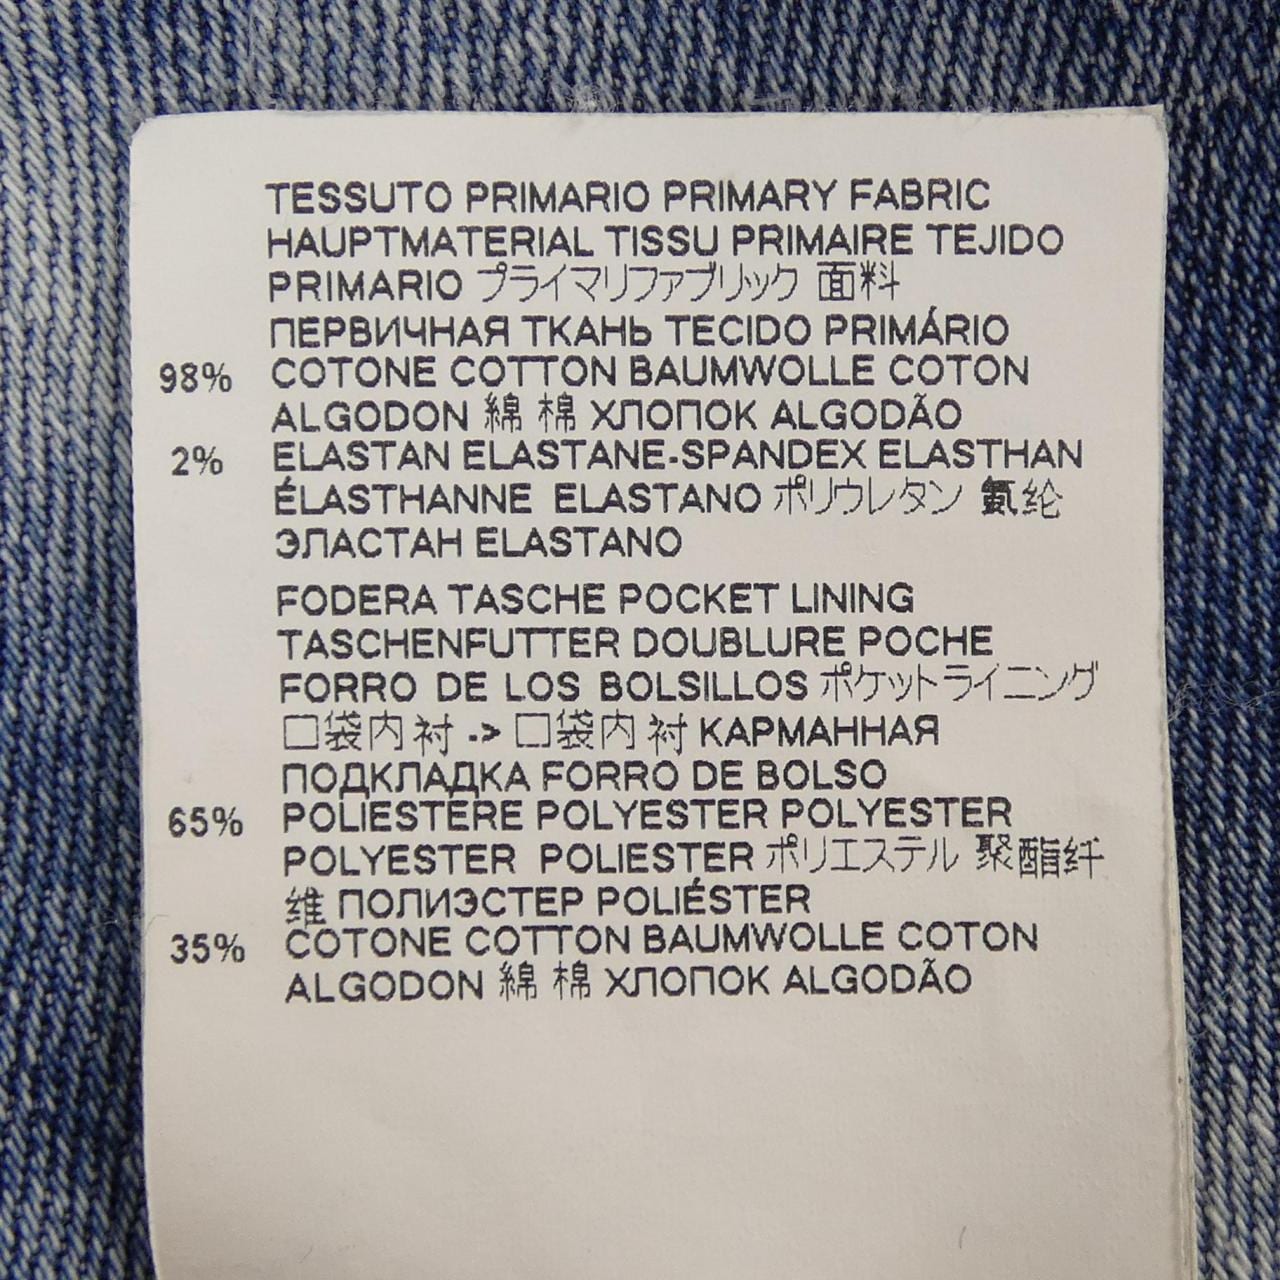 TESSUTO PRIMARIO PRIMARY FABRIC
HAUPTMATERIAL TISSU PRIMAIRE TEJIDO
PRIMARIO プライマリファブリック 面料
ПЕРВИЧНАЯ ТКАНЬ TECIDO PRIMÁRIO
98% COTONE COTTON BAUMWOLLE COTON
ALGODON 綿 棉 ХЛОПОК ALGODÃO
2% ELASTAN ELASTANE-SPANDEX ELASTHAN
ÉLASTHANNE ELASTANO ポリウレタン 氨纶
ЭЛАСТАН ELASTANO
FODERA TASCHE POCKET LINING
TASCHENFUTTER DOUBLURE POCHE
FORRO DE LOS BOLSILLOS ポケットライニング
口袋内衬 -> 口袋内衬 КАРМАННАЯ
ПОДКЛАДКА FORRO DE BOLSO
65% POLIESTERE POLYESTER POLYESTER
POLYESTER POLIESTER ポリエステル 聚酯纤
维 ПОЛИЭСТЕР POLIÉSTER
35% COTONE COTTON BAUMWOLLE COTON
ALGODON 綿 棉 ХЛОПОК ALGODÃO